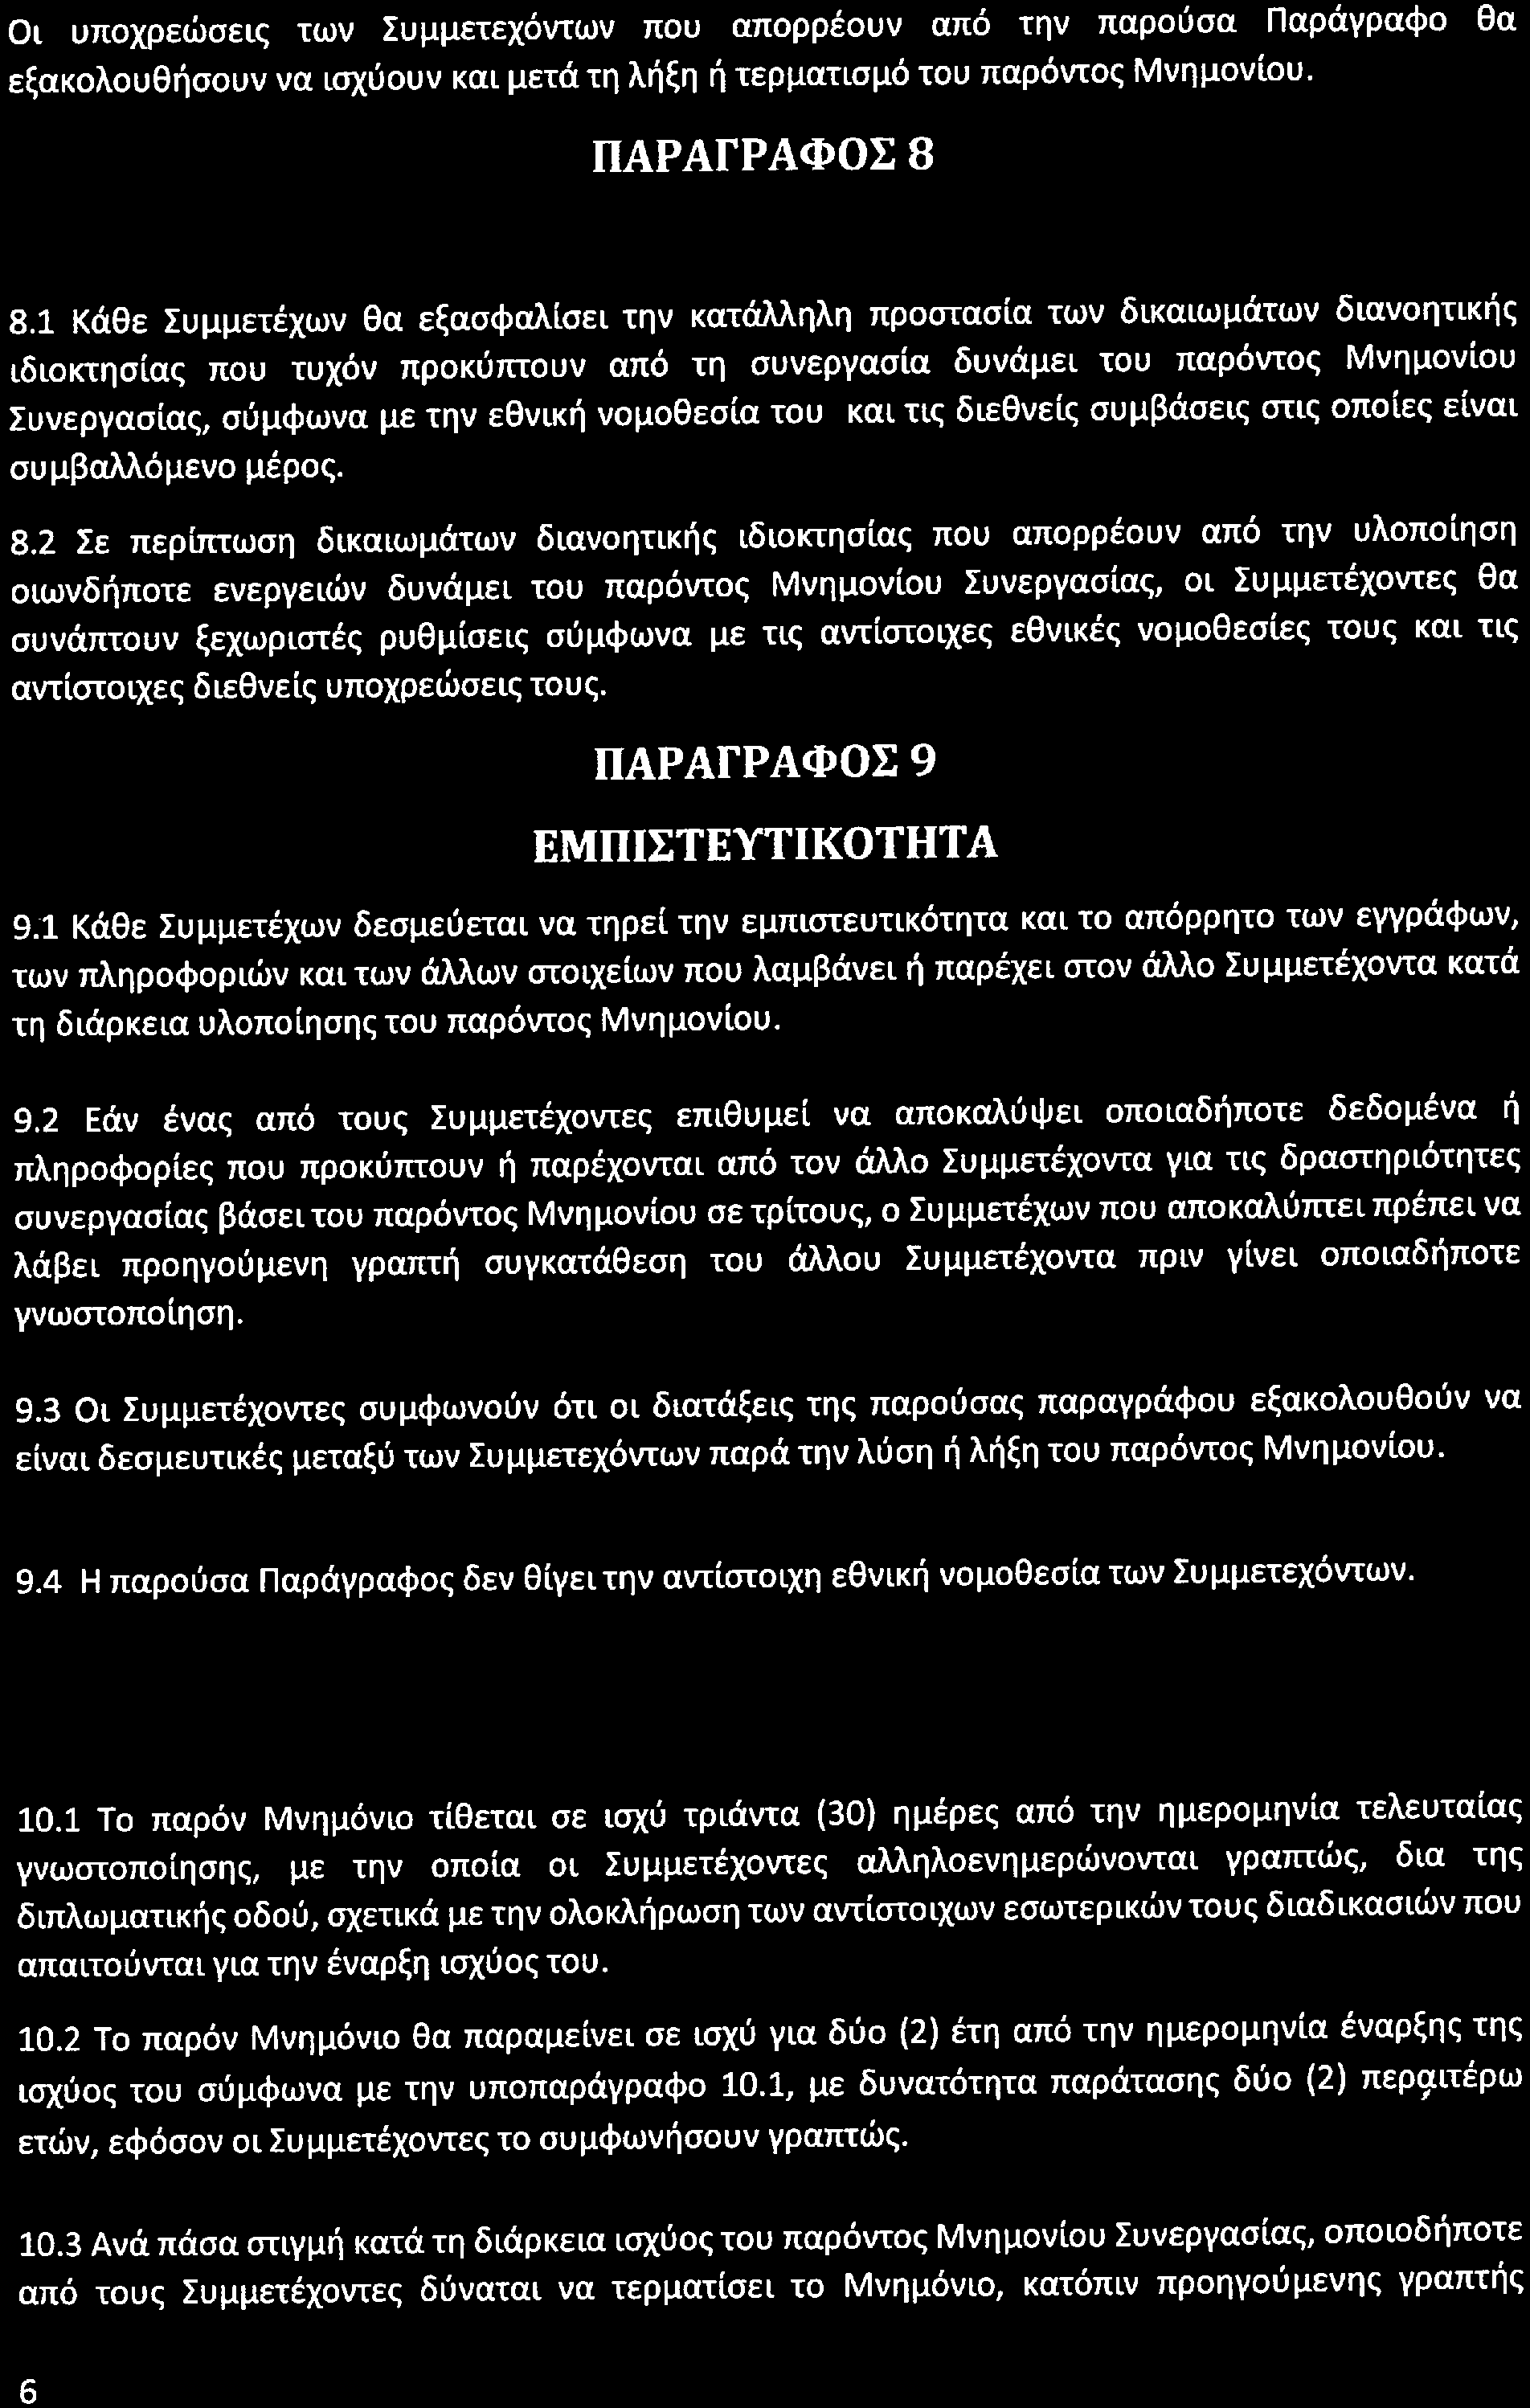 Οι υποχρεώσεις των Συμμετεχόντων που απορρέουν από την παρούσα Παράγραφο θα
εξακολουθήσουν να ισχύουν και μετά τη λήξη ή τερματισμό του παρόντος Μνημονίου.
ΠΑΡΑΓΡΑΦΟΣ 8
8.1 Κάθε Συμμετέχων θα εξασφαλίσει την κατάλληλη προστασία των δικαιωμάτων διανοητικής
ιδιοκτησίας που τυχόν προκύπτουν από τη συνεργασία δυνάμει του παρόντος Μνημονίου
Συνεργασίας, σύμφωνα με την εθνική νομοθεσία του και τις διεθνείς συμβάσεις στις οποίες είναι
συμβαλλόμενο μέρος.
8.2 Σε περίπτωση δικαιωμάτων διανοητικής ιδιοκτησίας που απορρέουν από την υλοποίηση
οιωνδήποτε ενεργειών δυνάμει του παρόντος Μνημονίου Συνεργασίας, οι Συμμετέχοντες θα
συνάπτουν ξεχωριστές ρυθμίσεις σύμφωνα με τις αντίστοιχες εθνικές νομοθεσίες τους και τις
αντίστοιχες διεθνείς υποχρεώσεις τους.
ΠΑΡΑΓΡΑΦΟΣ 9
ΕΜΠΙΣΤΕΥΤΙΚΟΤΗΤΑ
9.1 Κάθε Συμμετέχων δεσμεύεται να τηρεί την εμπιστευτικότητα και το απόρρητο των εγγράφων,
των πληροφοριών και των άλλων στοιχείων που λαμβάνει ή παρέχει στον άλλο Συμμετέχοντα κατά
τη διάρκεια υλοποίησης του παρόντος Μνημονίου.
9.2 Εάν ένας από τους Συμμετέχοντες επιθυμεί να αποκαλύψει οποιαδήποτε δεδομένα ή
πληροφορίες που προκύπτουν ή παρέχονται από τον άλλο Συμμετέχοντα για τις δραστηριότητες
συνεργασίας βάσει του παρόντος Μνημονίου σε τρίτους, ο Συμμετέχων που αποκαλύπτει πρέπει να
λάβει προηγούμενη γραπτή συγκατάθεση του άλλου Συμμετέχοντα πριν γίνει οποιαδήποτε
γνωστοποίηση.
9.3 Οι Συμμετέχοντες συμφωνούν ότι οι διατάξεις της παρούσας παραγράφου εξακολουθούν να
είναι δεσμευτικές μεταξύ των Συμμετεχόντων παρά την λύση ή λήξη του παρόντος Μνημονίου.
9.4 Η παρούσα Παράγραφος δεν θίγει την αντίστοιχη εθνική νομοθεσία των Συμμετεχόντων.
10.1 Το παρόν Μνημόνιο τίθεται σε ισχύ τριάντα (30) ημέρες από την ημερομηνία τελευταίας
γνωστοποίησης, με την οποία οι Συμμετέχοντες αλληλοενημερώνονται γραπτώς, δια της
διπλωματικής οδού, σχετικά με την ολοκλήρωση των αντίστοιχων εσωτερικών τους διαδικασιών που
απαιτούνται για την έναρξη ισχύος του.
10.2 Το παρόν Μνημόνιο θα παραμείνει σε ισχύ για δύο (2) έτη από την ημερομηνία έναρξης της
ισχύος του σύμφωνα με την υποπαράγραφο 10.1, με δυνατότητα παράτασης δύο (2) περαιτέρω
ετών, εφόσον οι Συμμετέχοντες το συμφωνήσουν γραπτώς.
10.3 Ανά πάσα στιγμή κατά τη διάρκεια ισχύος του παρόντος Μνημονίου Συνεργασίας, οποιοδήποτε
από τους Συμμετέχοντες δύναται να τερματίσει το Μνημόνιο, κατόπιν προηγούμενης γραπτής
6